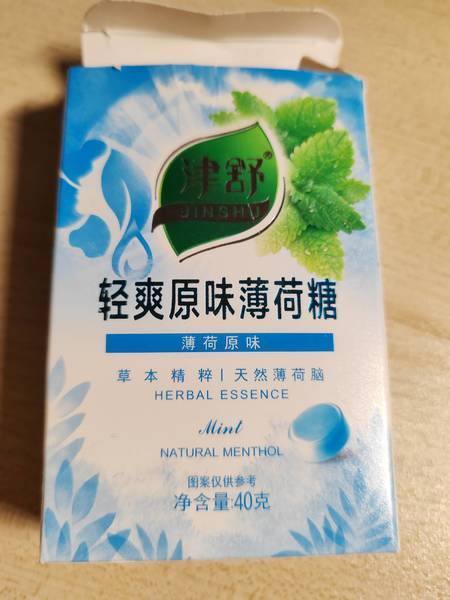 津舒®
JINSHU
轻爽原味薄荷糖
薄荷原味
草本精粹|天然薄荷脑
HERBAL ESSENCE
Mint
NATURAL MENTHOL
图案仅供参考
净含量:40克